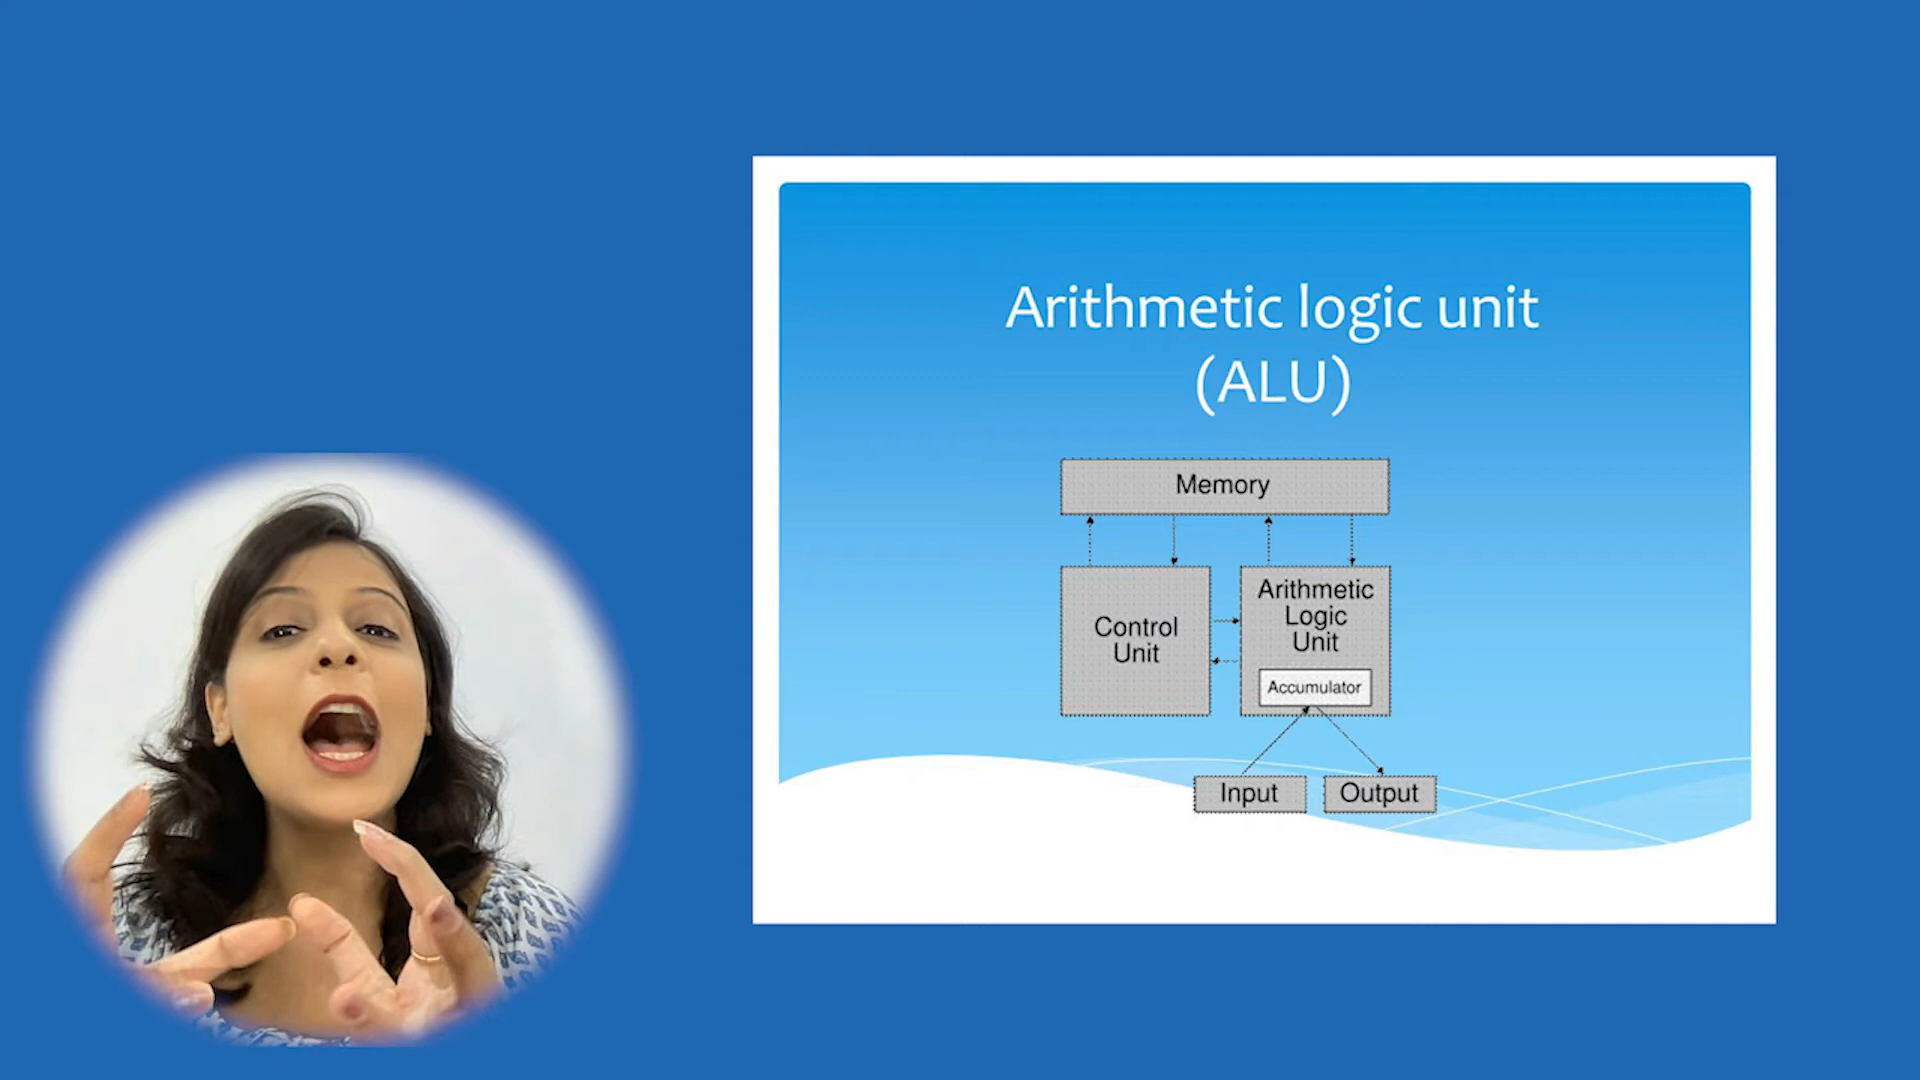 Arithmetic logic unit
(ALU)
Memory
Control
Unit
Arithmetic
Logic
Unit
Accumulator
Input
Output